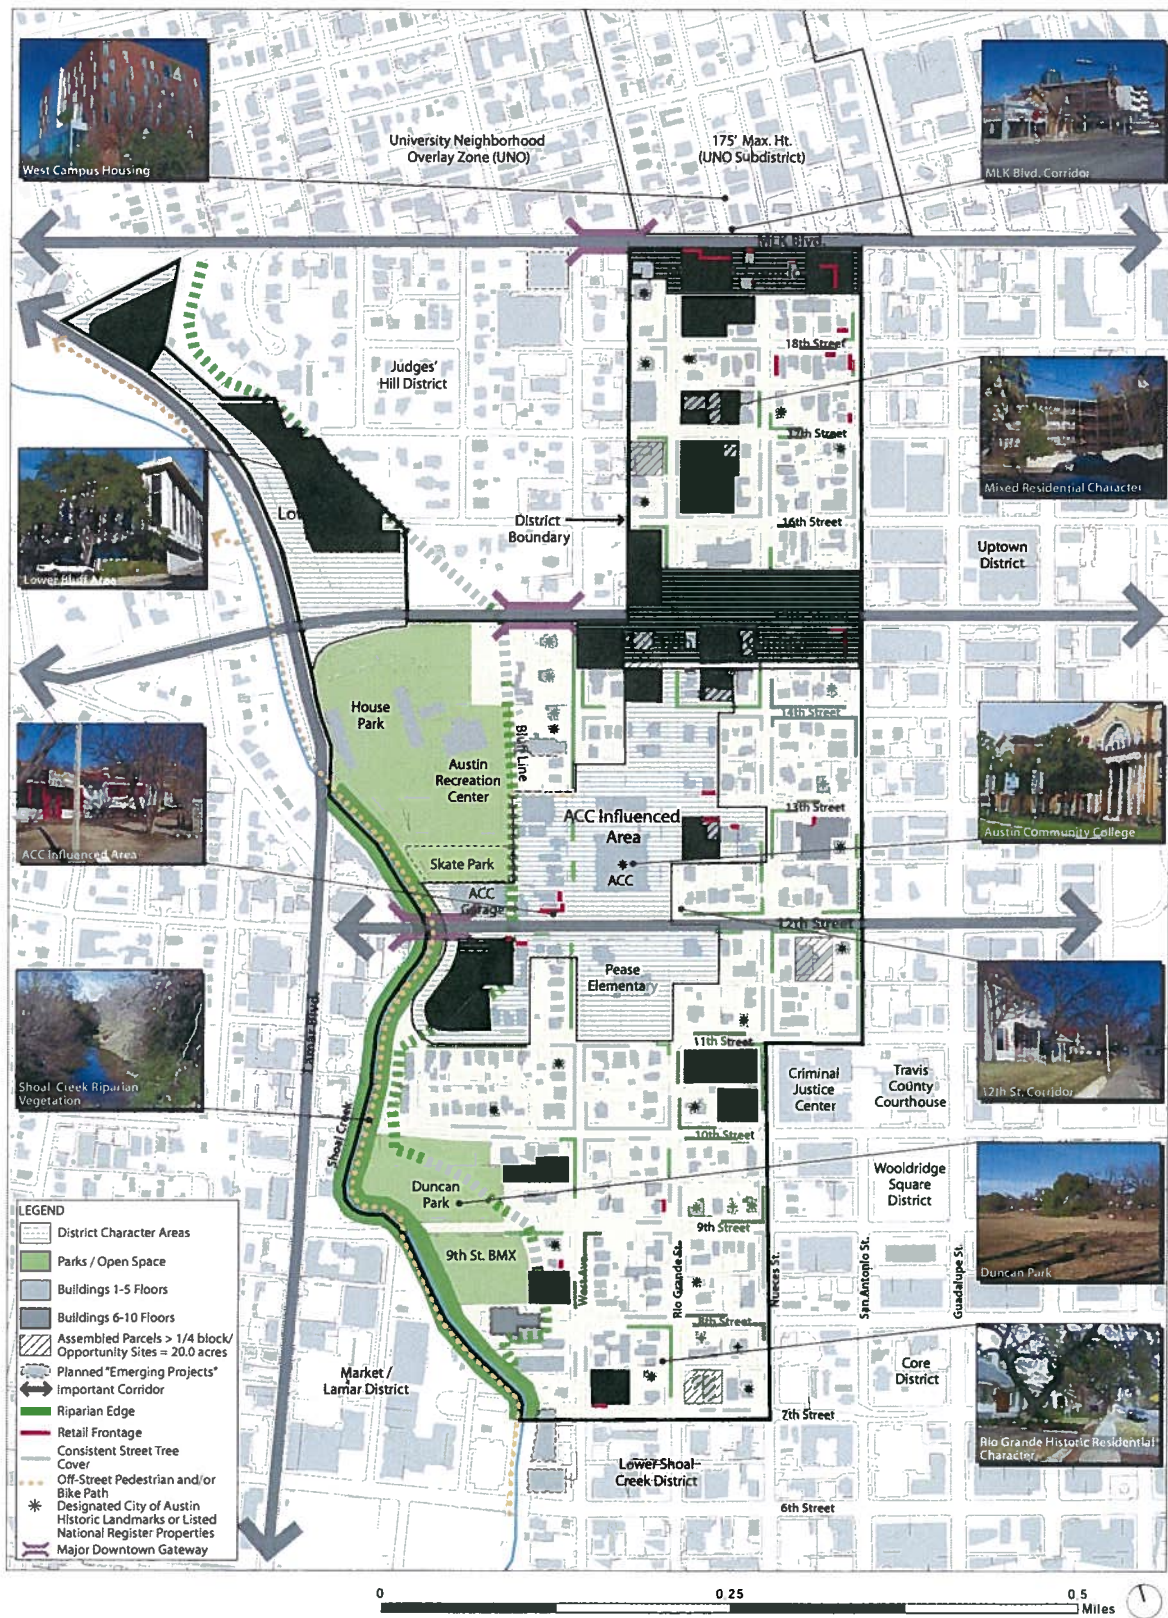 University Neighborhood
Overlay Zone (UNO)
175' Max. Ht.
(UNO Subdistrict)
West Campus Housing
MLK Blvd. Corridor
MLK Blvd.
Judges'
Hill District
18th Street
17th Street
Mixed Residential Character
Lower Bluff Area
District
Boundary
16th Street
Uptown
District
House
Park
14th Street
Bluff Line
Austin
Recreation
Center
13th Street
ACC Influenced
Area
Austin Community College
ACC Influenced Area
Skate Park
ACC
ACC
Garage
12th Street
Pease
Elementary
Lamar Blvd.
11th Street
Criminal
Justice
Center
Travis
County
Courthouse
12th St. Corridor
Shoal Creek Riparian
Vegetation
Shoal Creek
10th Street
Duncan
Park
Wooldridge
Square
District
9th Street
9th St. BMX
West Ave.
Rio Grande St.
Nueces St.
San Antonio St.
Guadalupe St.
Duncan Park
8th Street
Market /
Lamar District
Core
District
7th Street
Rio Grande Historic Residential
Character
Lower Shoal
Creek District
6th Street
LEGEND
District Character Areas
Parks / Open Space
Buildings 1-5 Floors
Buildings 6-10 Floors
Assembled Parcels > 1/4 block/
Opportunity Sites = 20.0 acres
Planned "Emerging Projects"
Important Corridor
Riparian Edge
Retail Frontage
Consistent Street Tree
Cover
Off-Street Pedestrian and/or
Bike Path
Designated City of Austin
Historic Landmarks or Listed
National Register Properties
Major Downtown Gateway
0
0.25
0.5
Miles